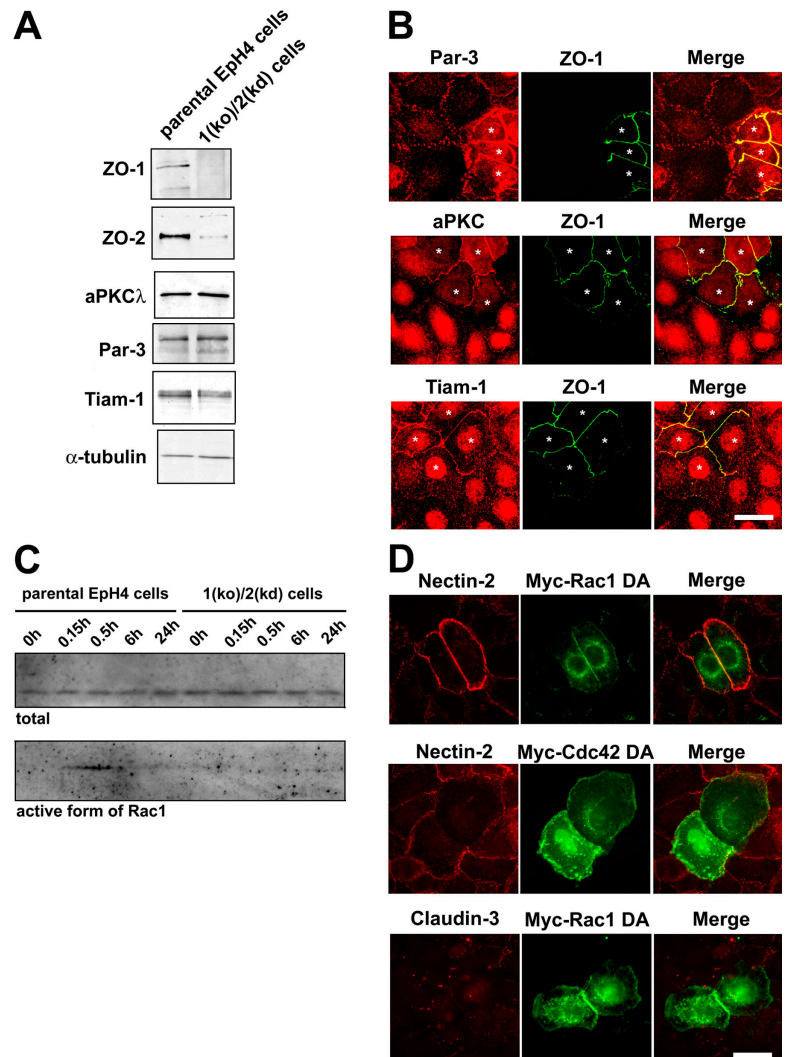 A
parental EpH4 cells
1(ko)/2(kd) cells
ZO-1
ZO-2
aPKCλ
Par-3
Tiam-1
α-tubulin
B
Par-3 ZO-1 Merge
* * *
* * *
* * *
aPKC ZO-1 Merge
* * * *
* * * *
* * * *
Tiam-1 ZO-1 Merge
* * * *
* * * *
* * * *
C
parental EpH4 cells 1(ko)/2(kd) cells
0h 0.15h 0.5h 6h 24h 0h 0.15h 0.5h 6h 24h
total
active form of Rac1
D
Nectin-2 Myc-Rac1 DA Merge
Nectin-2 Myc-Cdc42 DA Merge
Claudin-3 Myc-Rac1 DA Merge